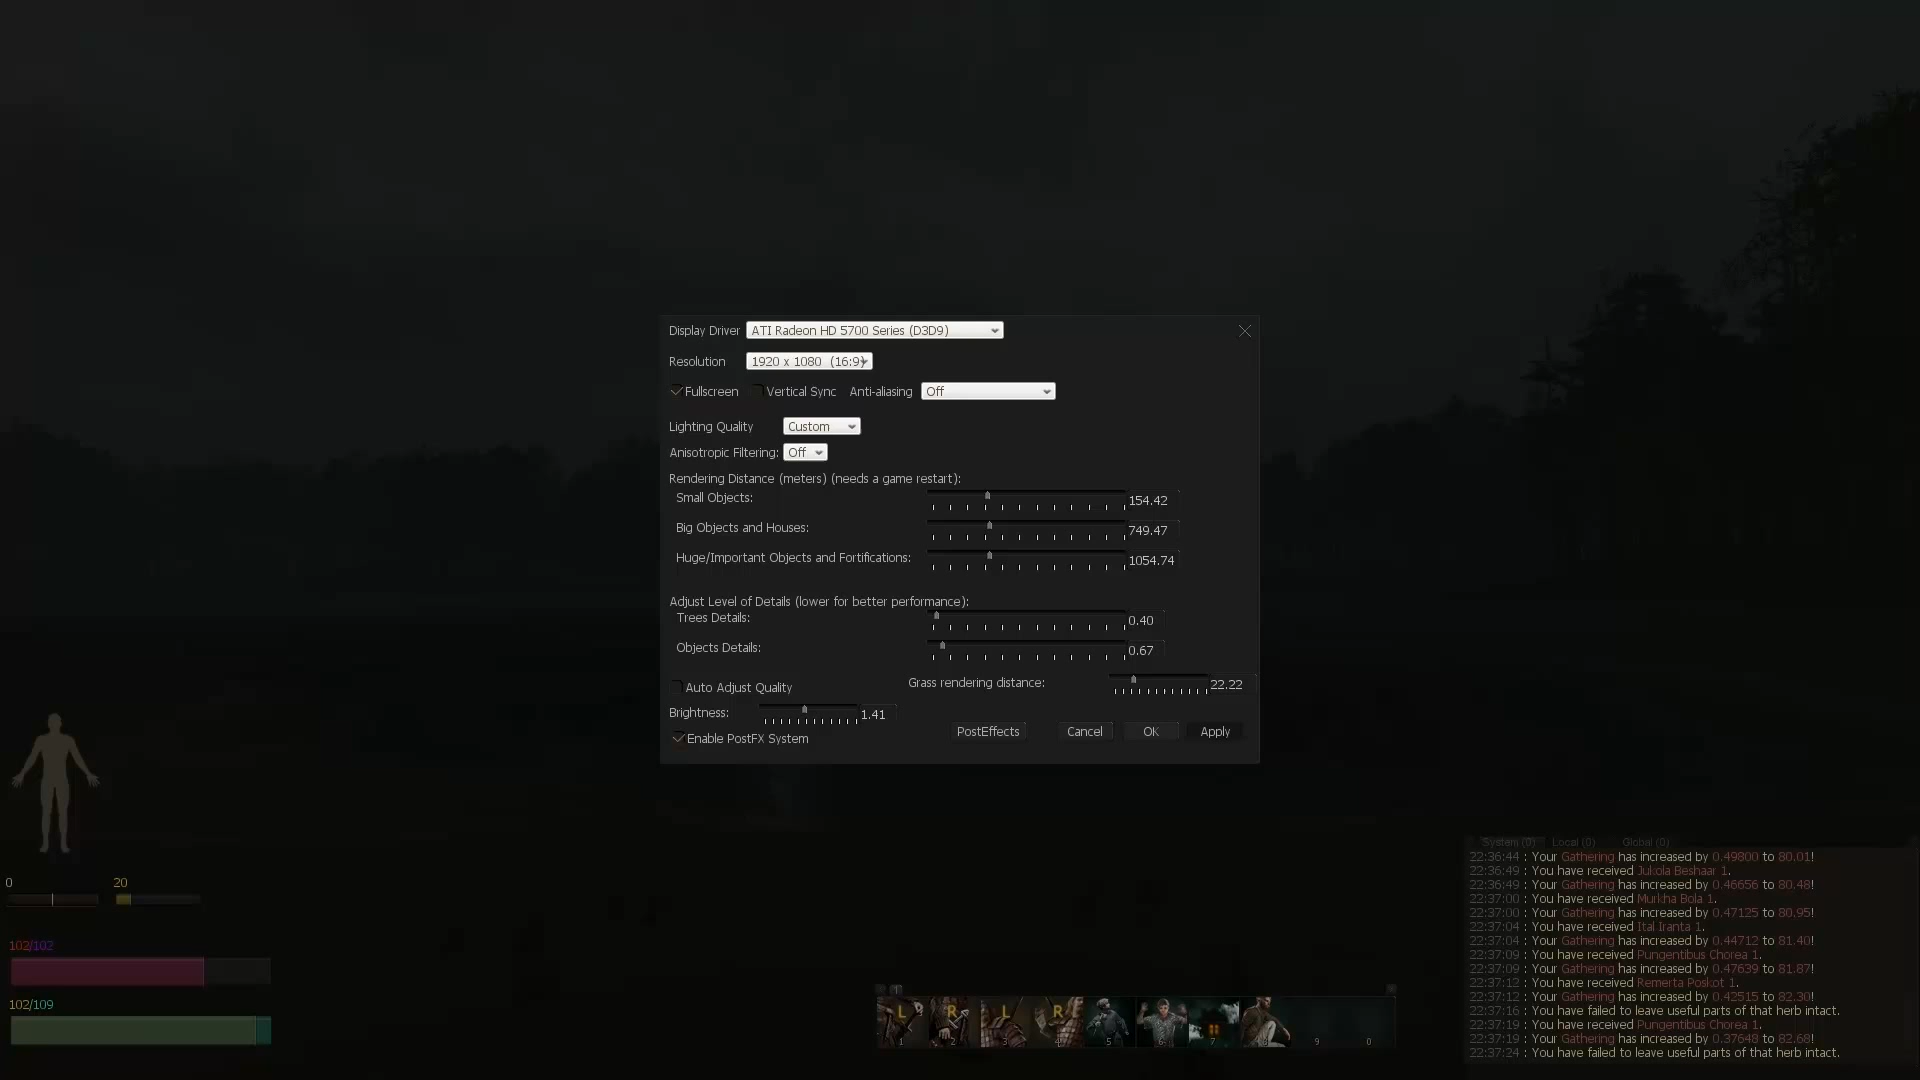 Display Driver ATI Radeon HD 5700 Series (D3D9)
Resolution 1920 x 1080 (16:9)
Fullscreen Vertical Sync Anti-aliasing Off
Lighting Quality Custom
Anisotropic Filtering: Off
Rendering Distance (meters) (needs a game restart):
Small Objects: 154.42
Big Objects and Houses: 749.47
Huge/Important Objects and Fortifications: 1054.74
Adjust Level of Details (lower for better performance):
Trees Details: 0.40
Objects Details: 0.67
Auto Adjust Quality Grass rendering distance: 22.22
Brightness: 1.41
Enable PostFX System PostEffects Cancel OK Apply
0 20
102/102
102/109
L R L R
1 2 3 4 5 6 7 8 9 0
System (0) Local (0) Global (0)
22:36:44 : Your Gathering has increased by 0.49800 to 80.01!
22:36:49 : You have received Jukola Beshaar 1.
22:36:49 : Your Gathering has increased by 0.46656 to 80.48!
22:37:00 : You have received Murkha Bola 1.
22:37:00 : Your Gathering has increased by 0.47125 to 80.95!
22:37:04 : You have received Ital Iranta 1.
22:37:04 : Your Gathering has increased by 0.44712 to 81.40!
22:37:09 : You have received Pungentibus Chorea 1.
22:37:09 : Your Gathering has increased by 0.47639 to 81.87!
22:37:12 : You have received Remerta Poskot 1.
22:37:12 : Your Gathering has increased by 0.42515 to 82.30!
22:37:16 : You have failed to leave useful parts of that herb intact.
22:37:19 : You have received Pungentibus Chorea 1.
22:37:19 : Your Gathering has increased by 0.37648 to 82.68!
22:37:24 : You have failed to leave useful parts of that herb intact.